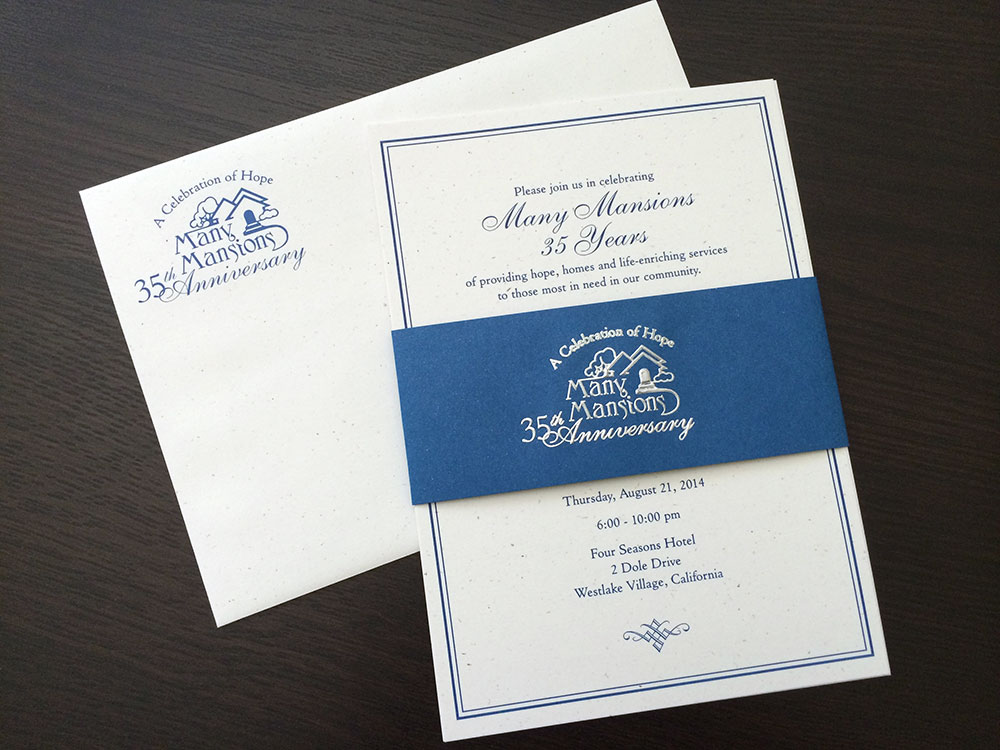 A Celebration of Hope
Many
Mansions
35th Anniversary
Please join us in celebrating
Many Mansions
35 Years
of providing hope, homes and life-enriching services
to those most in need in our community.
A Celebration of Hope
Many
Mansions
35th Anniversary
Thursday, August 21, 2014
6:00 - 10:00 pm
Four Seasons Hotel
2 Dole Drive
Westlake Village, California